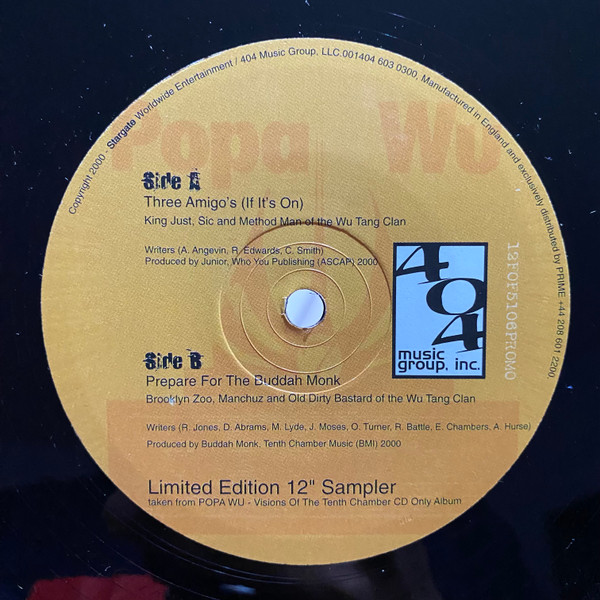 Copyright 2000 - Stargate Worldwide Entertainment / 404 Music Group, LLC.001404 603 0300, Manufactured in England and exclusively distributed by PRIME +44 208 601 2200.
Popa Wu
Side A
Three Amigo's (If It's On)
King Just, Sic and Method Man of the Wu Tang Clan
Writers (A. Angevin, R. Edwards, C. Smith)
Produced by Junior, Who You Publishing (ASCAP) 2000
404
music
group, inc.
12FOF5106PROMO
Side B
Prepare For The Buddah Monk
Brooklyn Zoo, Manchuz and Old Dirty Bastard of the Wu Tang Clan
Writers (R. Jones, D. Abrams, M. Lyde, J. Moses, O. Turner, R. Battle, E. Chambers, A. Hurse)
Produced by Buddah Monk, Tenth Chamber Music (BMI) 2000
Limited Edition 12" Sampler
taken from POPA WU - Visions Of The Tenth Chamber CD Only Album